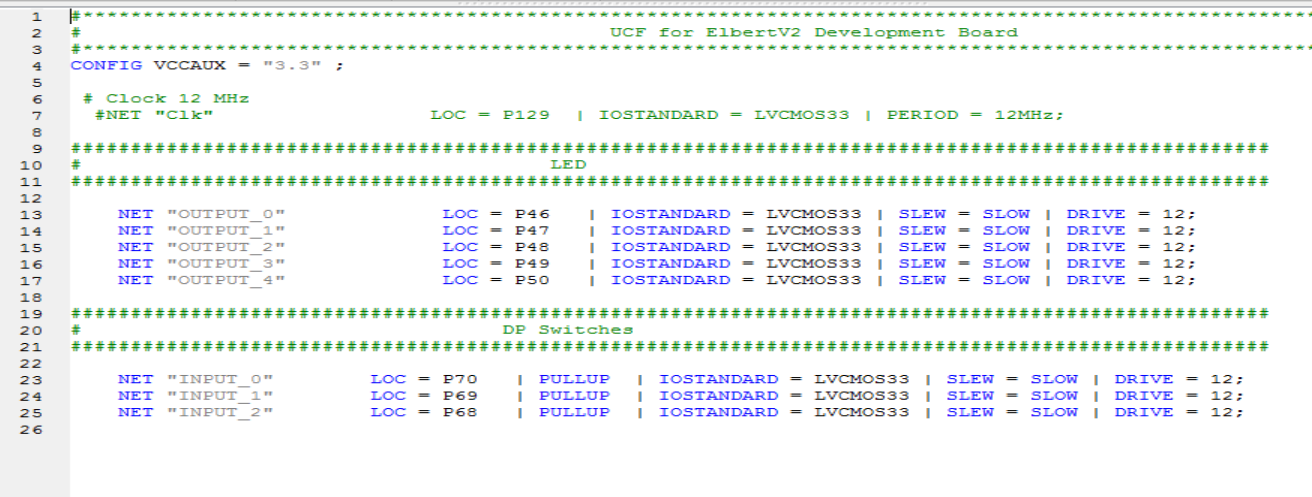 1 #*****************************************************************************************************
2 # UCF for ElbertV2 Development Board
3 #*****************************************************************************************************
4 CONFIG VCCAUX = "3.3" ;
5
6 # Clock 12 MHz
7 #NET "Clk" LOC = P129 | IOSTANDARD = LVCMOS33 | PERIOD = 12MHz;
8
9 ####################################################################################################
10 # LED
11 ####################################################################################################
12
13 NET "OUTPUT_0" LOC = P46 | IOSTANDARD = LVCMOS33 | SLEW = SLOW | DRIVE = 12;
14 NET "OUTPUT_1" LOC = P47 | IOSTANDARD = LVCMOS33 | SLEW = SLOW | DRIVE = 12;
15 NET "OUTPUT_2" LOC = P48 | IOSTANDARD = LVCMOS33 | SLEW = SLOW | DRIVE = 12;
16 NET "OUTPUT_3" LOC = P49 | IOSTANDARD = LVCMOS33 | SLEW = SLOW | DRIVE = 12;
17 NET "OUTPUT_4" LOC = P50 | IOSTANDARD = LVCMOS33 | SLEW = SLOW | DRIVE = 12;
18
19 ####################################################################################################
20 # DP Switches
21 ####################################################################################################
22
23 NET "INPUT_0" LOC = P70 | PULLUP | IOSTANDARD = LVCMOS33 | SLEW = SLOW | DRIVE = 12;
24 NET "INPUT_1" LOC = P69 | PULLUP | IOSTANDARD = LVCMOS33 | SLEW = SLOW | DRIVE = 12;
25 NET "INPUT_2" LOC = P68 | PULLUP | IOSTANDARD = LVCMOS33 | SLEW = SLOW | DRIVE = 12;
26